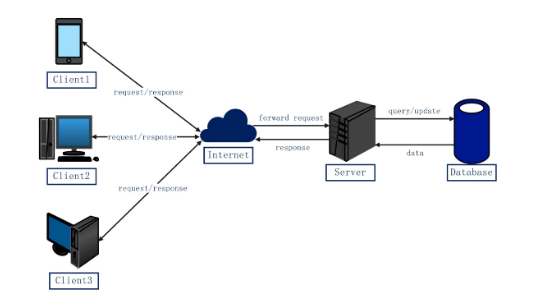 Client1
request/response
forward request
query/update
request/response
Internet
response
data
Client2
Server
Database
request/response
Client3